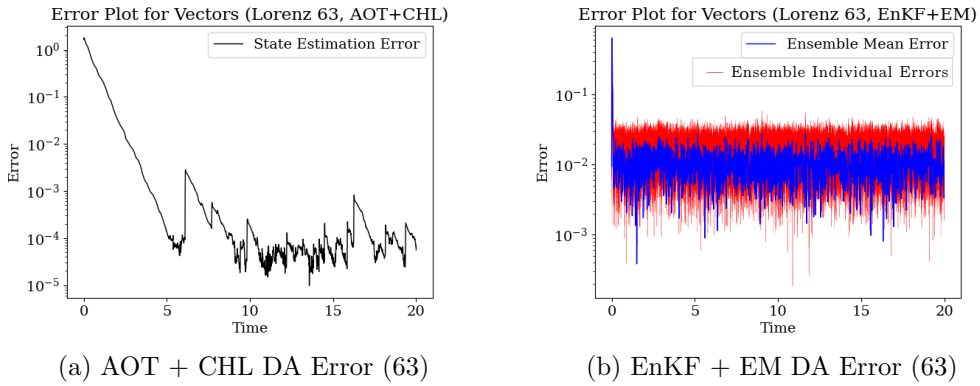 Error Plot for Vectors (Lorenz 63, AOT+CHL)
State Estimation Error
10^0
10^-1
10^-2
10^-3
10^-4
10^-5
Error
0
5
10
15
20
Time
(a) AOT + CHL DA Error (63)
Error Plot for Vectors (Lorenz 63, EnKF+EM)
Ensemble Mean Error
Ensemble Individual Errors
10^-1
10^-2
10^-3
Error
0
5
10
15
20
Time
(b) EnKF + EM DA Error (63)